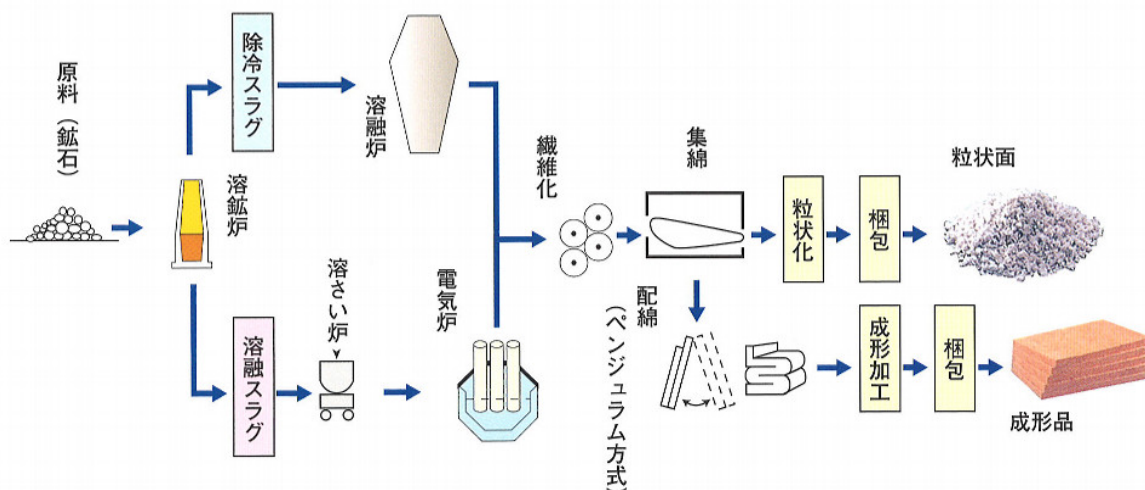 原料（鉱石）
溶鉱炉
除冷スラグ
溶融炉
溶融スラグ
溶さい炉
電気炉
繊維化
集綿
粒状化
梱包
粒状面
配綿
（ペンジュラム方式）
成形加工
梱包
成形品